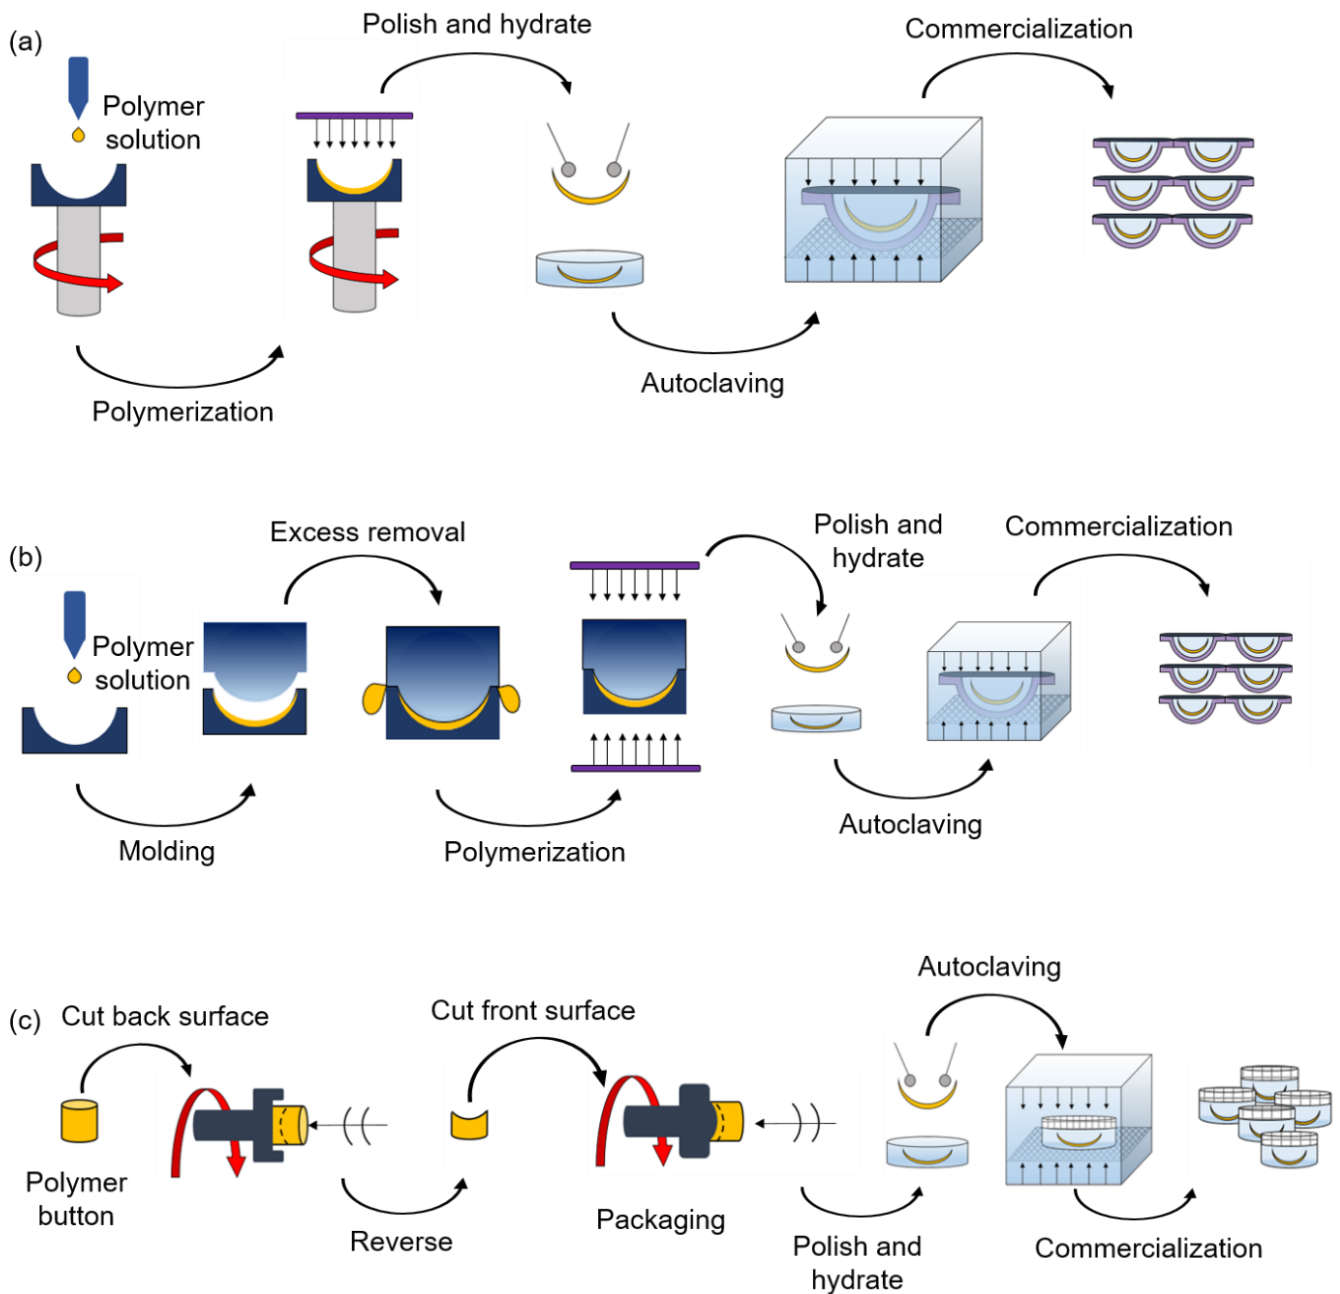 (a)
Polymer
solution
Polymerization
Polish and hydrate
Autoclaving
Commercialization
(b)
Polymer
solution
Molding
Excess removal
Polymerization
Polish and
hydrate
Autoclaving
Commercialization
(c)
Polymer
button
Cut back surface
Reverse
Cut front surface
Packaging
Polish and
hydrate
Autoclaving
Commercialization